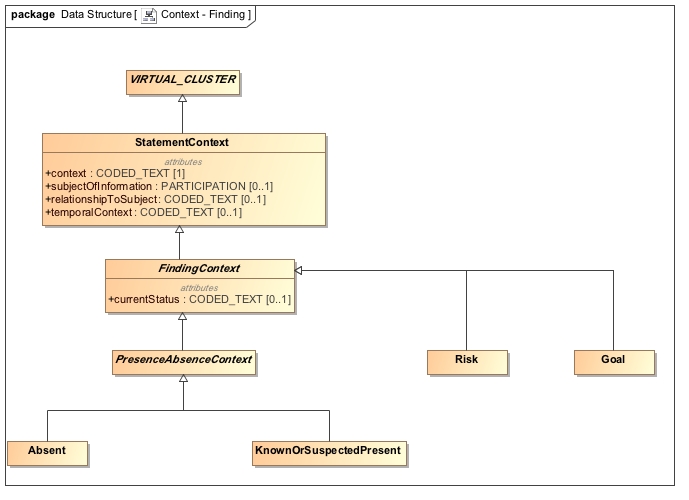 package Data Structure [ Context - Finding ]
VIRTUAL_CLUSTER
StatementContext
attributes
+context : CODED_TEXT [1]
+subjectOfInformation : PARTICIPATION [0..1]
+relationshipToSubject: CODED_TEXT [0..1]
+temporalContext : CODED_TEXT [0..1]
FindingContext
attributes
+currentStatus : CODED_TEXT [0..1]
PresenceAbsenceContext
Risk
Goal
Absent
KnownOrSuspectedPresent